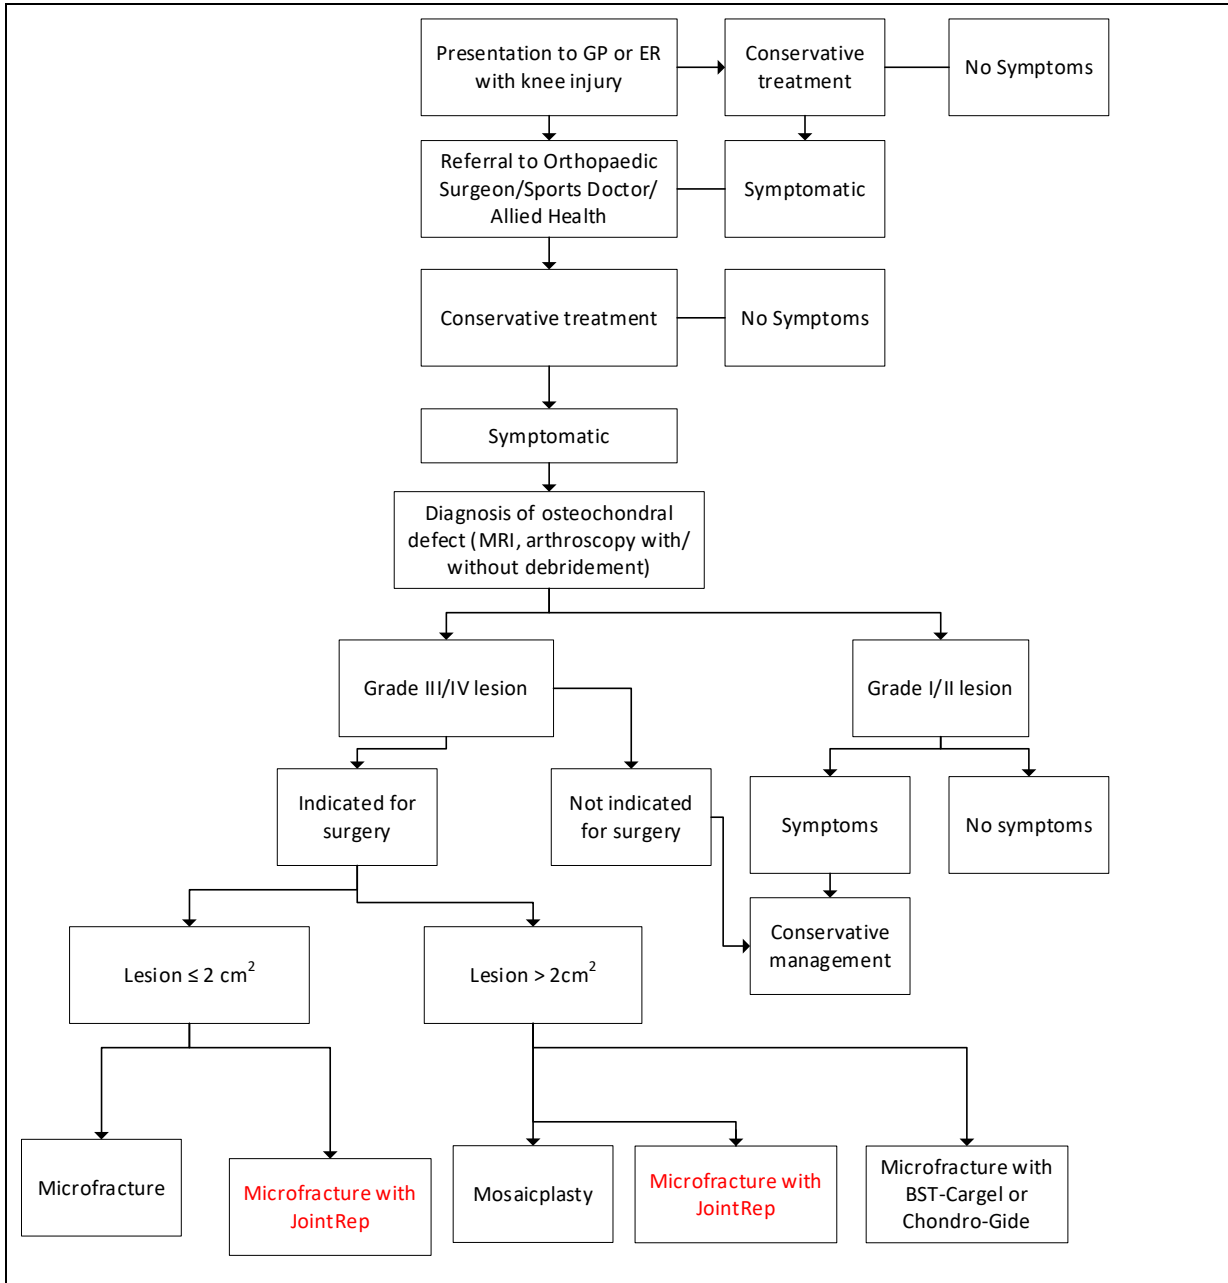 Presentation to GP or ER
with knee injury
Conservative
treatment
No Symptoms
Referral to Orthopaedic
Surgeon/Sports Doctor/
Allied Health
Symptomatic
Conservative treatment
No Symptoms
Symptomatic
Diagnosis of osteochondral
defect (MRI, arthroscopy with/
without debridement)
Grade III/IV lesion
Grade I/II lesion
Indicated for
surgery
Not indicated
for surgery
Symptoms
No symptoms
Conservative
management
Lesion ≤ 2 cm²
Lesion > 2cm²
Microfracture
Microfracture with
JointRep
Mosaicplasty
Microfracture with
JointRep
Microfracture with
BST-Cargel or
Chondro-Gide